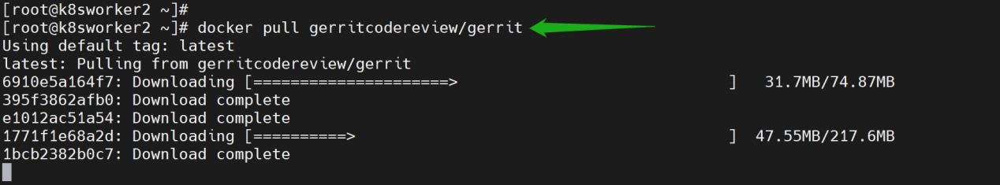 [root@k8sworker2 ~]#
[root@k8sworker2 ~]# docker pull gerritcodereview/gerrit
Using default tag: latest
latest: Pulling from gerritcodereview/gerrit
6910e5a164f7: Downloading [=====================>                              ]   31.7MB/74.87MB
395f3862afb0: Download complete
e1012ac51a54: Download complete
1771f1e68a2d: Downloading [==========>                                         ]  47.55MB/217.6MB
1bcb2382b0c7: Download complete